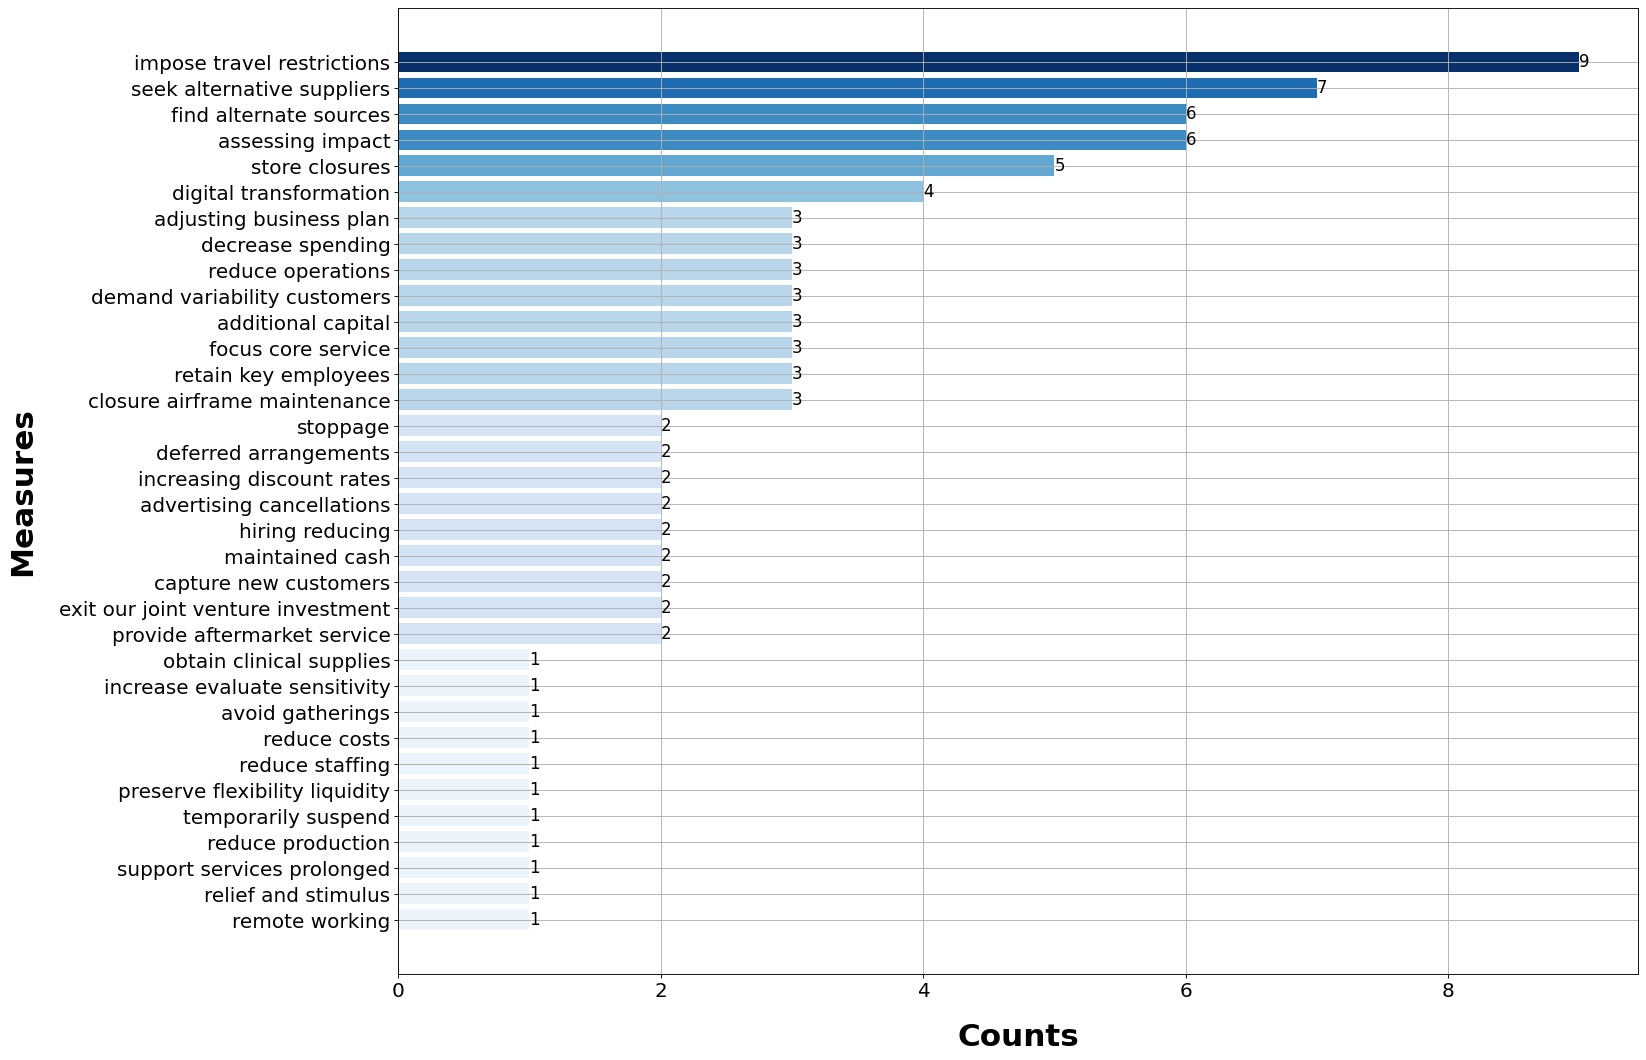 impose travel restrictions 9
seek alternative suppliers 7
find alternate sources 6
assessing impact 6
store closures 5
digital transformation 4
adjusting business plan 3
decrease spending 3
reduce operations 3
demand variability customers 3
additional capital 3
focus core service 3
retain key employees 3
closure airframe maintenance 3
stoppage 2
deferred arrangements 2
increasing discount rates 2
advertising cancellations 2
hiring reducing 2
maintained cash 2
capture new customers 2
exit our joint venture investment 2
provide aftermarket service 2
obtain clinical supplies 1
increase evaluate sensitivity 1
avoid gatherings 1
reduce costs 1
reduce staffing 1
preserve flexibility liquidity 1
temporarily suspend 1
reduce production 1
support services prolonged 1
relief and stimulus 1
remote working 1
Measures
0 2 4 6 8
Counts